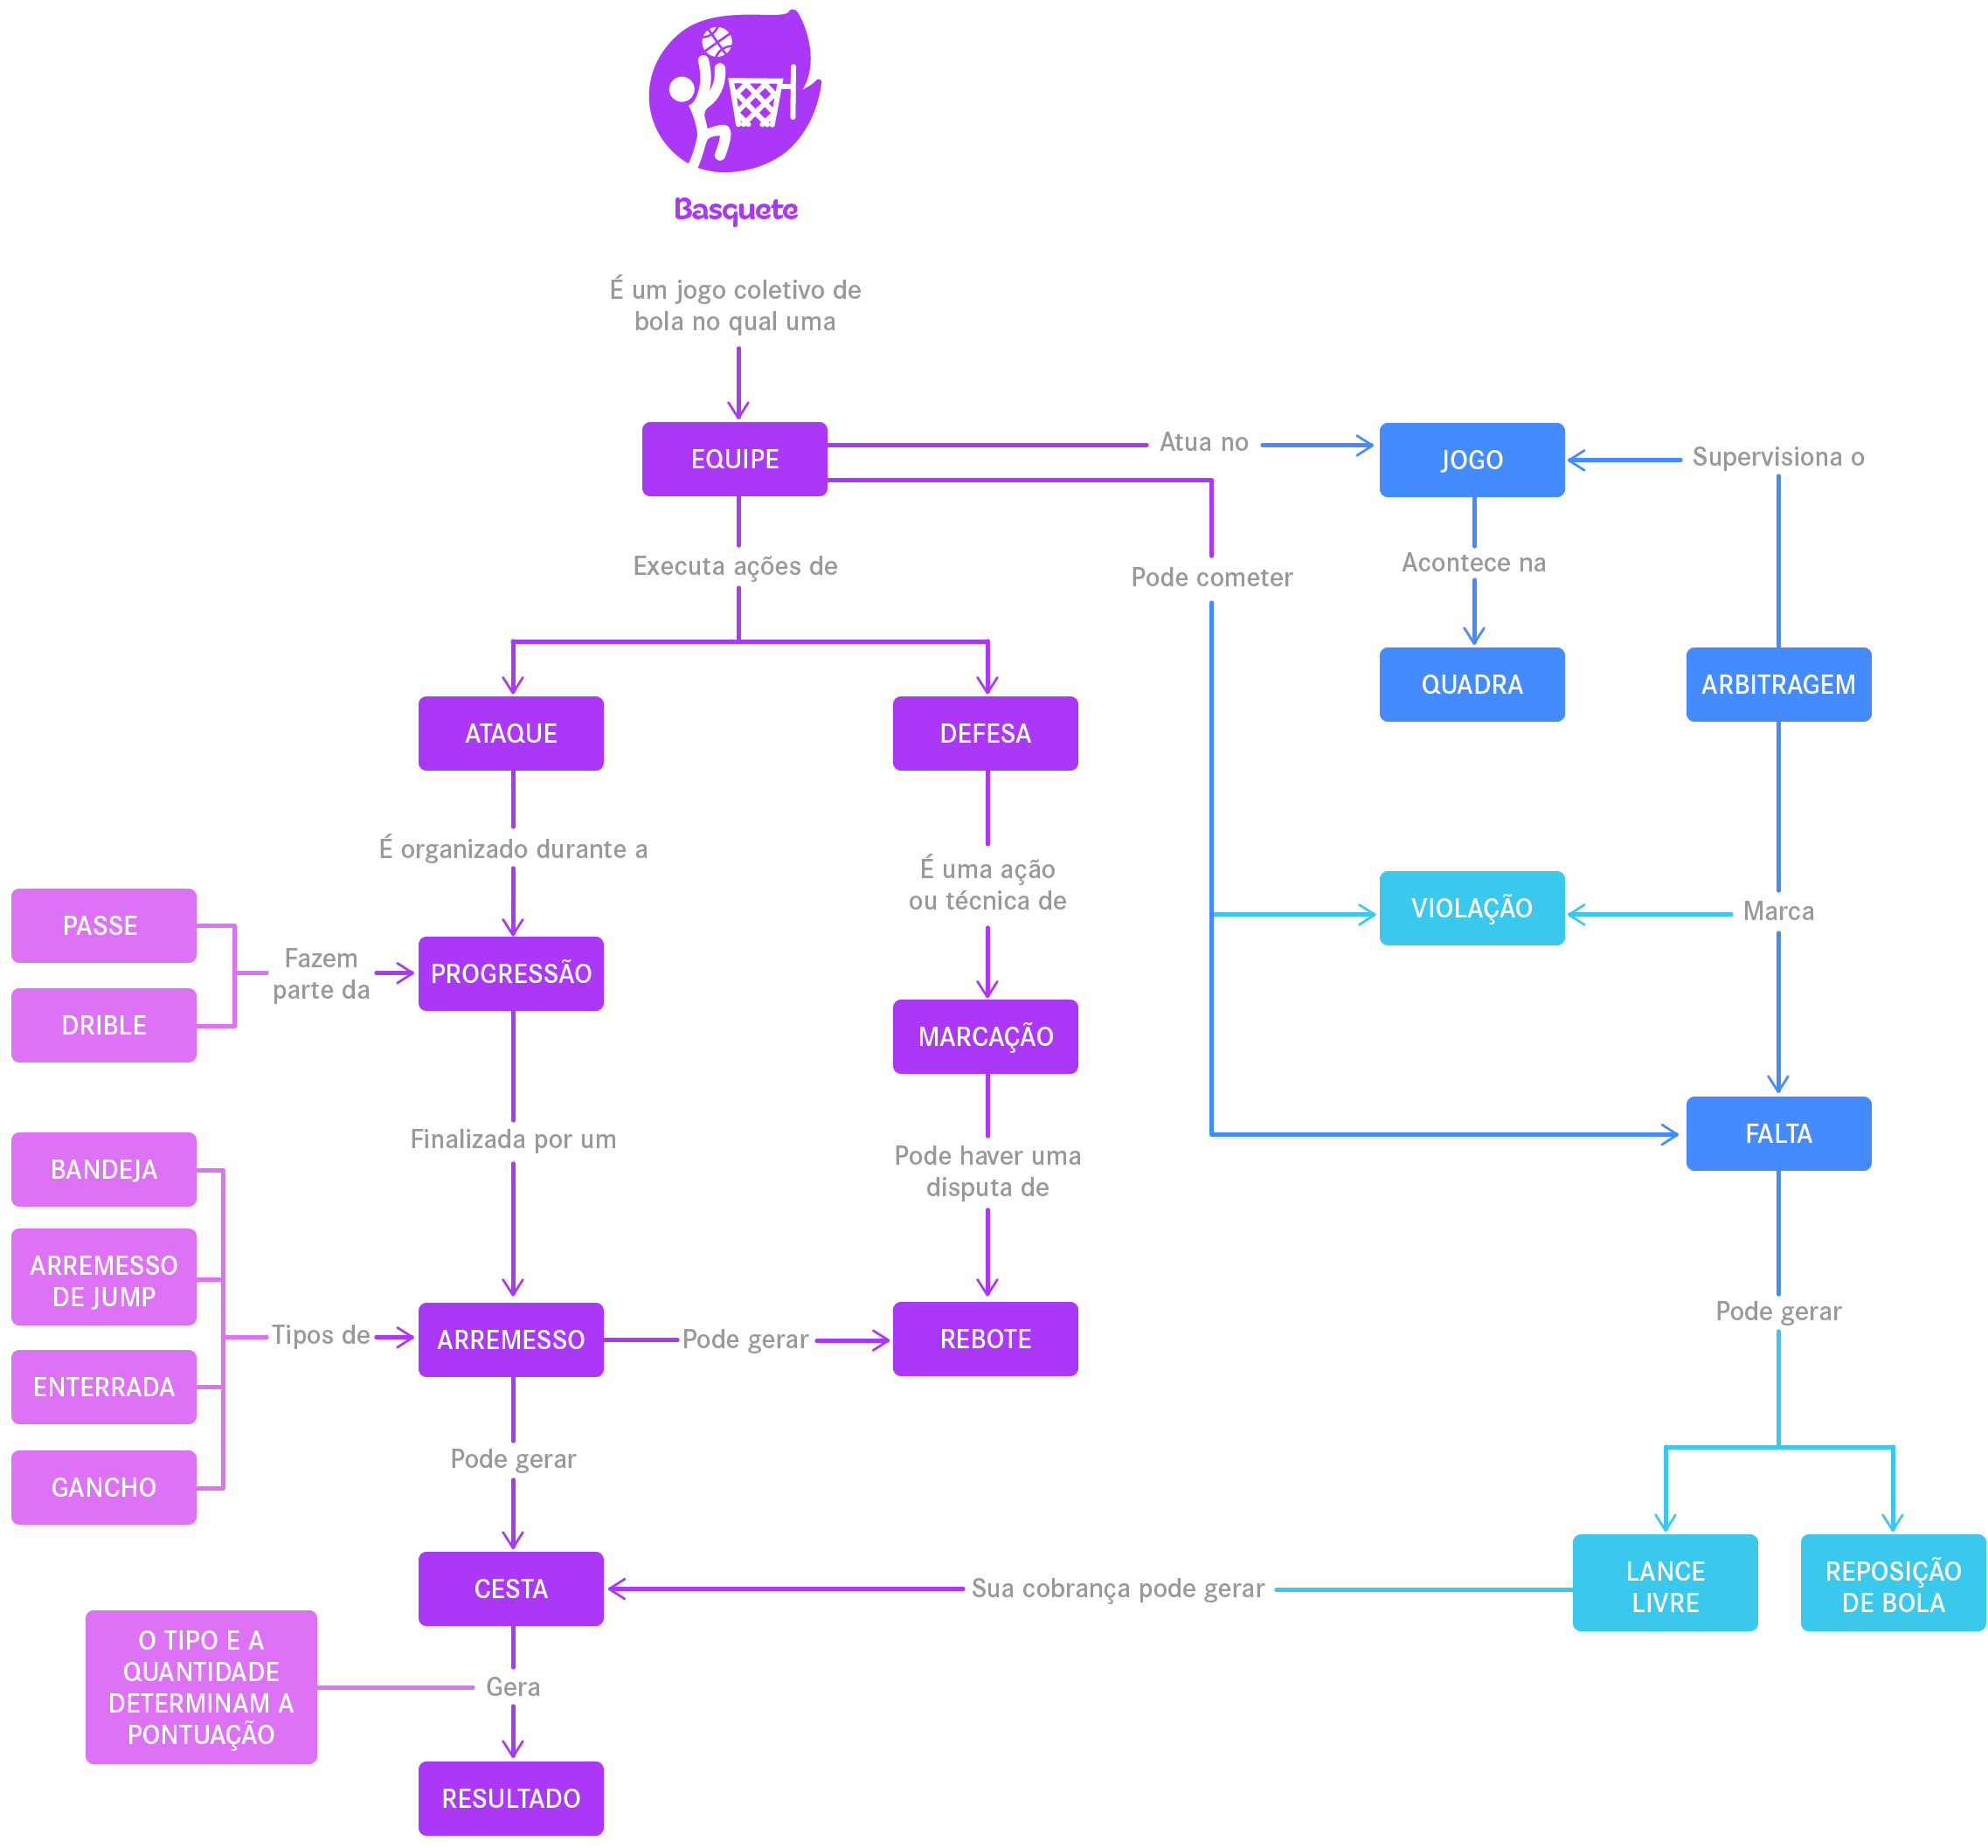 Basquete
É um jogo coletivo de
bola no qual uma
EQUIPE
Atua no
JOGO
Supervisiona o
Executa ações de
Pode cometer
Acontece na
QUADRA
ARBITRAGEM
ATAQUE
DEFESA
É organizado durante a
É uma ação
ou técnica de
VIOLAÇÃO
Marca
PASSE
DRIBLE
Fazem
parte da
PROGRESSÃO
MARCAÇÃO
Finalizada por um
Pode haver uma
disputa de
FALTA
BANDEJA
ARREMESSO
DE JUMP
ENTERRADA
GANCHO
Tipos de
ARREMESSO
Pode gerar
REBOTE
Pode gerar
Pode gerar
CESTA
Sua cobrança pode gerar
LANCE
LIVRE
REPOSIÇÃO
DE BOLA
O TIPO E A
QUANTIDADE
DETERMINAM A
PONTUAÇÃO
Gera
RESULTADO